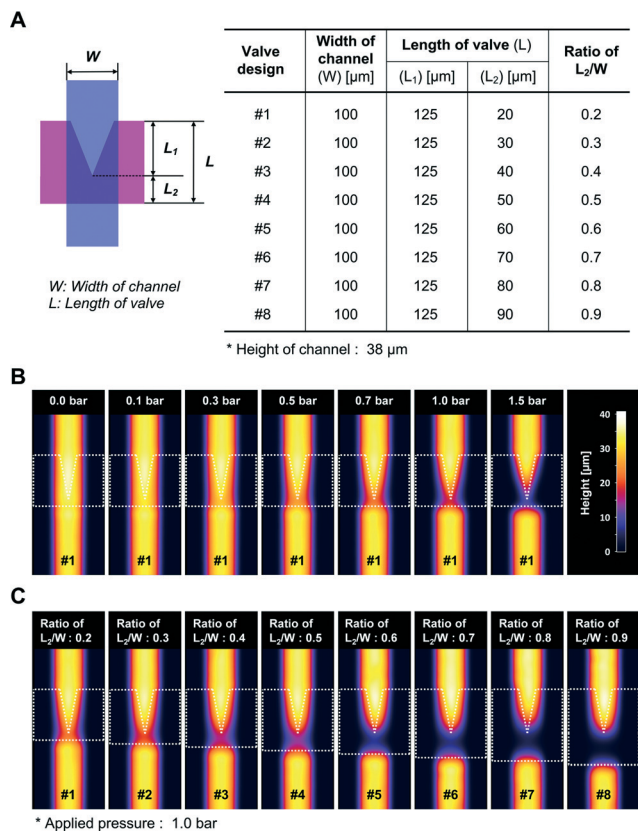 A
W
L₁
L
L₂
W: Width of channel
L: Length of valve
Valve design | Width of channel (W) [µm] | Length of valve (L) | Ratio of L₂/W
(L₁) [µm] | (L₂) [µm]
#1 100 125 20 0.2
#2 100 125 30 0.3
#3 100 125 40 0.4
#4 100 125 50 0.5
#5 100 125 60 0.6
#6 100 125 70 0.7
#7 100 125 80 0.8
#8 100 125 90 0.9
* Height of channel : 38 µm
B
0.0 bar 0.1 bar 0.3 bar 0.5 bar 0.7 bar 1.0 bar 1.5 bar
#1 #1 #1 #1 #1 #1 #1
40
30
20
10
0
Height [µm]
C
Ratio of Ratio of Ratio of Ratio of Ratio of Ratio of Ratio of Ratio of
L₂/W : 0.2 L₂/W : 0.3 L₂/W : 0.4 L₂/W : 0.5 L₂/W : 0.6 L₂/W : 0.7 L₂/W : 0.8 L₂/W : 0.9
#1 #2 #3 #4 #5 #6 #7 #8
* Applied pressure : 1.0 bar